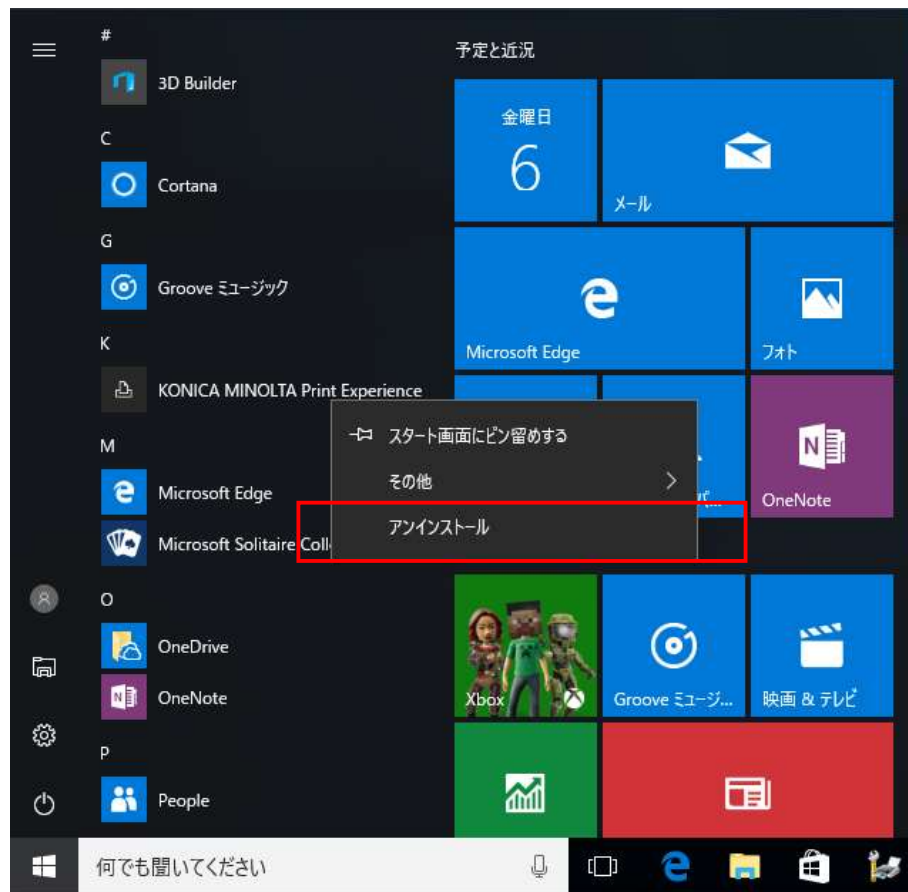 #
3D Builder
C
Cortana
G
Groove ミュージック
K
KONICA MINOLTA Print Experience
M
Microsoft Edge
Microsoft Solitaire Coll
O
OneDrive
OneNote
P
People
予定と近況
金曜日
6
メール
Microsoft Edge
フォト
OneNote
スタート画面にピン留めする
その他
アンインストール
Xbox
Groove ミュージ...
映画 & テレビ
何でも聞いてください